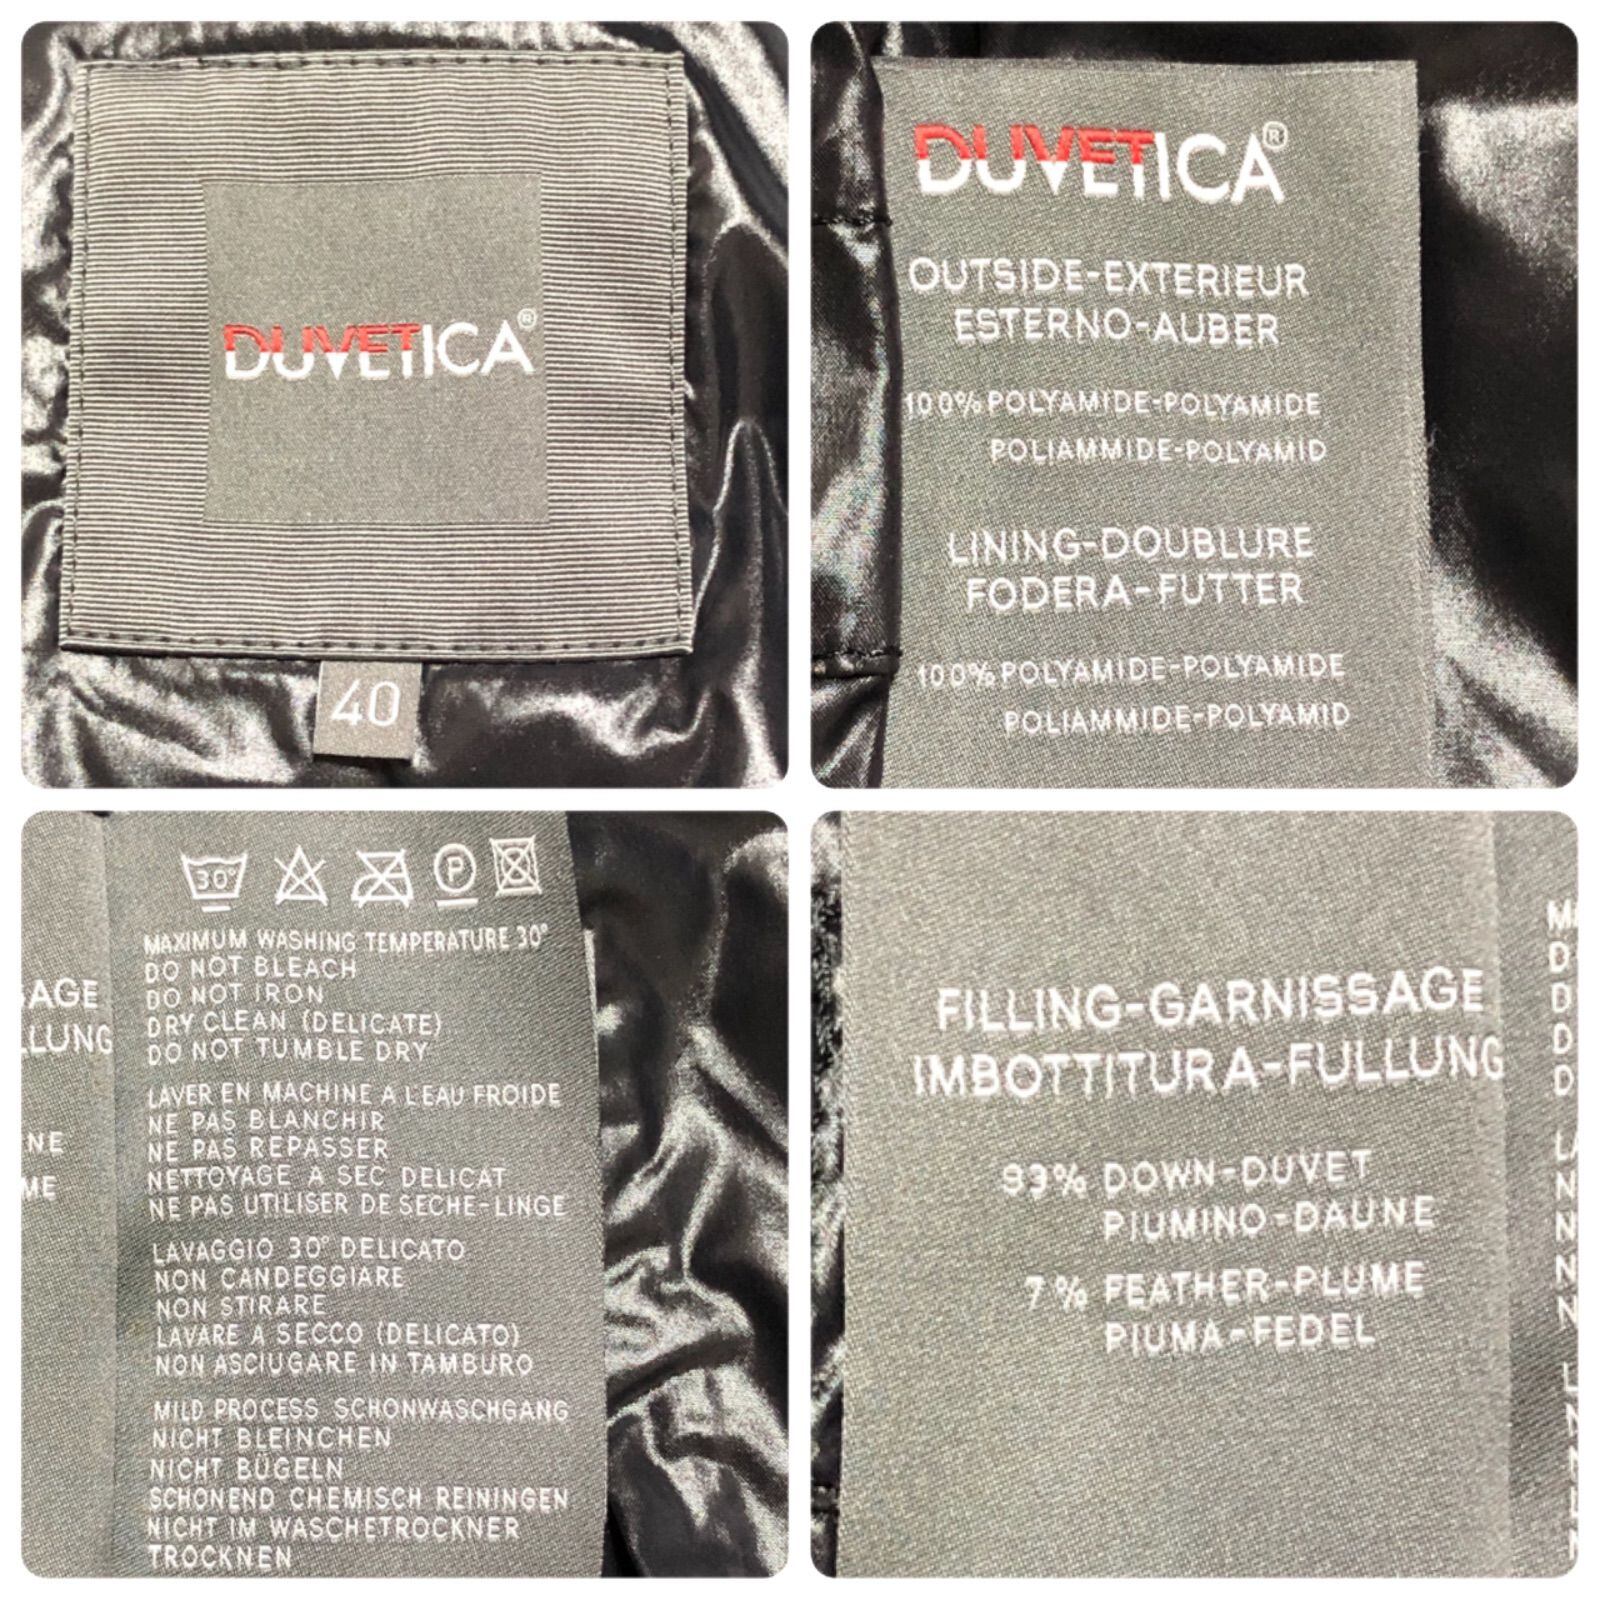 DUVETICA®
40
DUVETICA®
OUTSIDE-EXTERIEUR
ESTERNO-AUBER
100% POLYAMIDE-POLYAMIDE
POLIAMMIDE-POLYAMID
LINING-DOUBLURE
FODERA-FUTTER
100% POLYAMIDE-POLYAMIDE
POLIAMMIDE-POLYAMID
AGE
LLUNG
NE
ME
30°
P
MAXIMUM WASHING TEMPERATURE 30°
DO NOT BLEACH
DO NOT IRON
DRY CLEAN (DELICATE)
DO NOT TUMBLE DRY
LAVER EN MACHINE A L'EAU FROIDE
NE PAS BLANCHIR
NE PAS REPASSER
NETTOYAGE A SEC DELICAT
NE PAS UTILISER DE SECHE-LINGE
LAVAGGIO 30° DELICATO
NON CANDEGGIARE
NON STIRARE
LAVARE A SECCO (DELICATO)
NON ASCIUGARE IN TAMBURO
MILD PROCESS SCHONWASCHGANG
NICHT BLEINCHEN
NICHT BÜGELN
SCHONEND CHEMISCH REININGEN
NICHT IM WASCHETROCKNER
TROCKNEN
FILLING-GARNISSAGE
IMBOTTITURA-FULLUNG
93% DOWN-DUVET
PIUMINO-DAUNE
7% FEATHER-PLUME
PIUMA-FEDEL